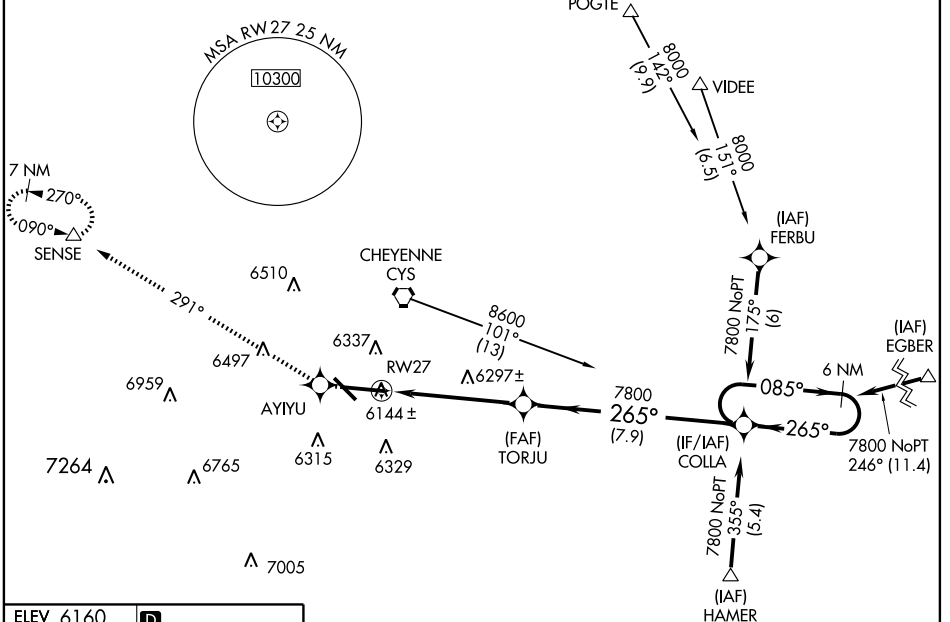 POGTE
8000
142°
(9.9)
VIDEE
8000
151°
(6.5)
MSA RW27 25 NM
10300
7 NM
270°
090°
SENSE
291°
(IAF)
FERBU
7800 NoPT
175°
(6)
CHEYENNE
CYS
8600
101°
(13)
6510
6497
6337
RW27
6297±
6959
AYIYU
6144±
(FAF)
TORJU
7800
265°
(7.9)
(IF/IAF)
COLLA
085°
265°
6 NM
(IAF)
EGBER
7800 NoPT
246° (11.4)
7264
6765
6315
6329
7005
7800 NoPT
355°
(5.4)
(IAF)
HAMER
ELEV 6160
D